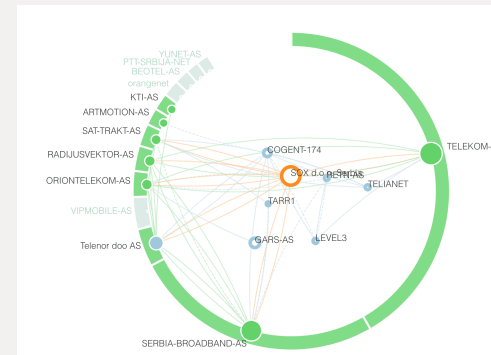 YUNET-AS
PTT-SRBIJA-NET
BEOTEL-AS
orangenet
KTI-AS
ARTMOTION-AS
SAT-TRAKT-AS
RADIJUSVEKTOR-AS
ORIONTELEKOM-AS
VIPMOBILE-AS
Telenor doo AS
SERBIA-BROADBAND-AS
TELEKOM-
COGENT-174
SOX d.o.o. Serbia
TELIANET
TARR1
GARS-AS
LEVEL3